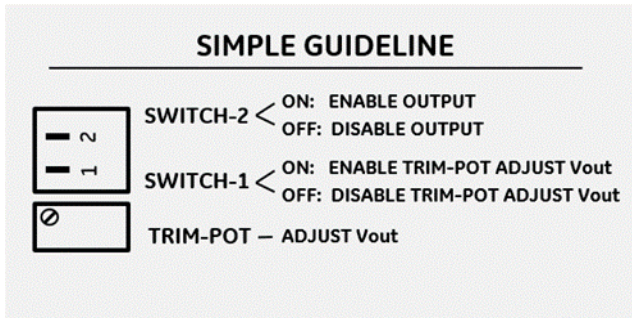 SIMPLE GUIDELINE
2
1
SWITCH-2
ON: ENABLE OUTPUT
OFF: DISABLE OUTPUT
SWITCH-1
ON: ENABLE TRIM-POT ADJUST Vout
OFF: DISABLE TRIM-POT ADJUST Vout
TRIM-POT – ADJUST Vout